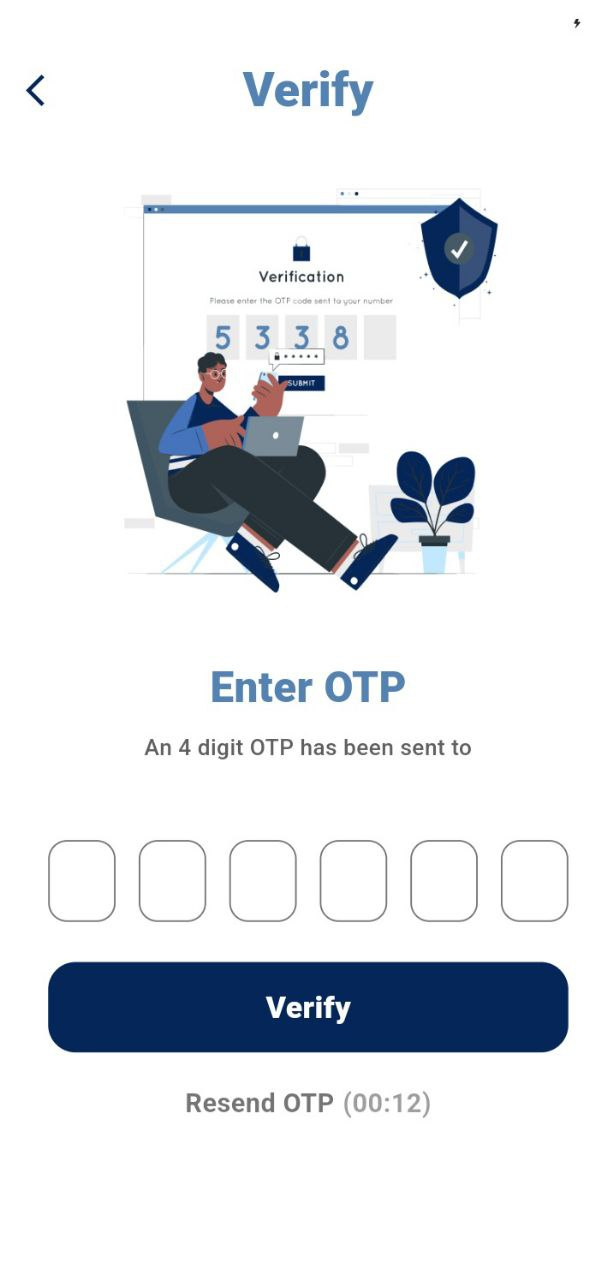 Verify
Verification
Please enter the OTP code sent to your number
5 3 3 8
SUBMIT
Enter OTP
An 4 digit OTP has been sent to
Verify
Resend OTP (00:12)